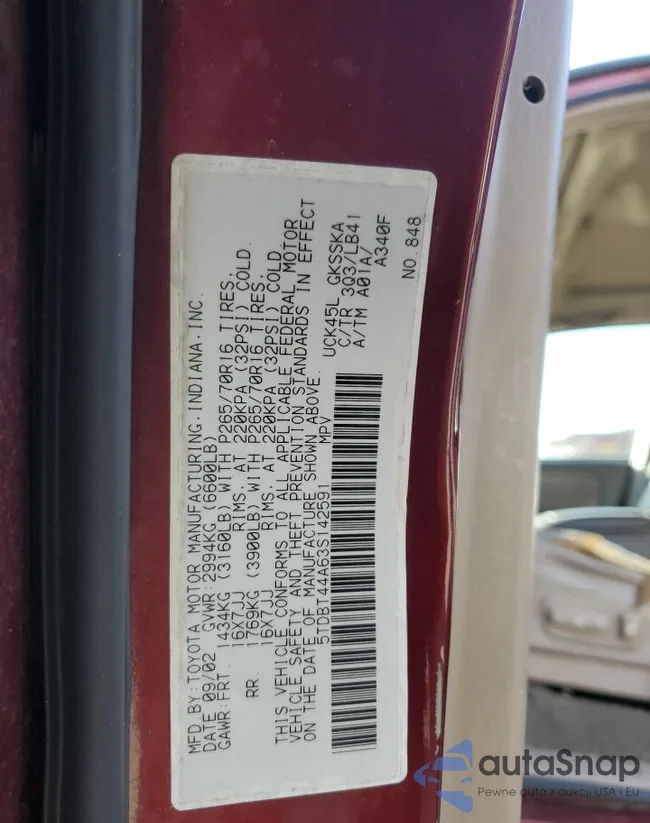 MFD.BY:TOYOTA MOTOR MANUFACTURING.INDIANA.INC.
DATE 09/02 GVWR:2994KG (6600LB)
GAWR:FRT. 1434KG (3160LB) WITH P265/70R16 TIRES,
16X7JJ RIMS, AT 220KPA (32PSI) COLD.
RR. 1769KG (3900LB) WITH P265/70R16 TIRES,
16X7JJ RIMS, AT 220KPA (32PSI) COLD
THIS VEHICLE CONFORMS TO ALL APPLICABLE FEDERAL MOTOR
VEHICLE SAFETY AND THEFT PREVENTION STANDARDS IN EFFECT
ON THE DATE OF MANUFACTURE SHOWN ABOVE.
5TDBT44A63S142591 MPV
UCK45L GKSSKA
C/TR 3Q3/LB41
A/TM A01A/
A340F
NO.848
autoSnap
Pewne auta z aukcji USA i EU